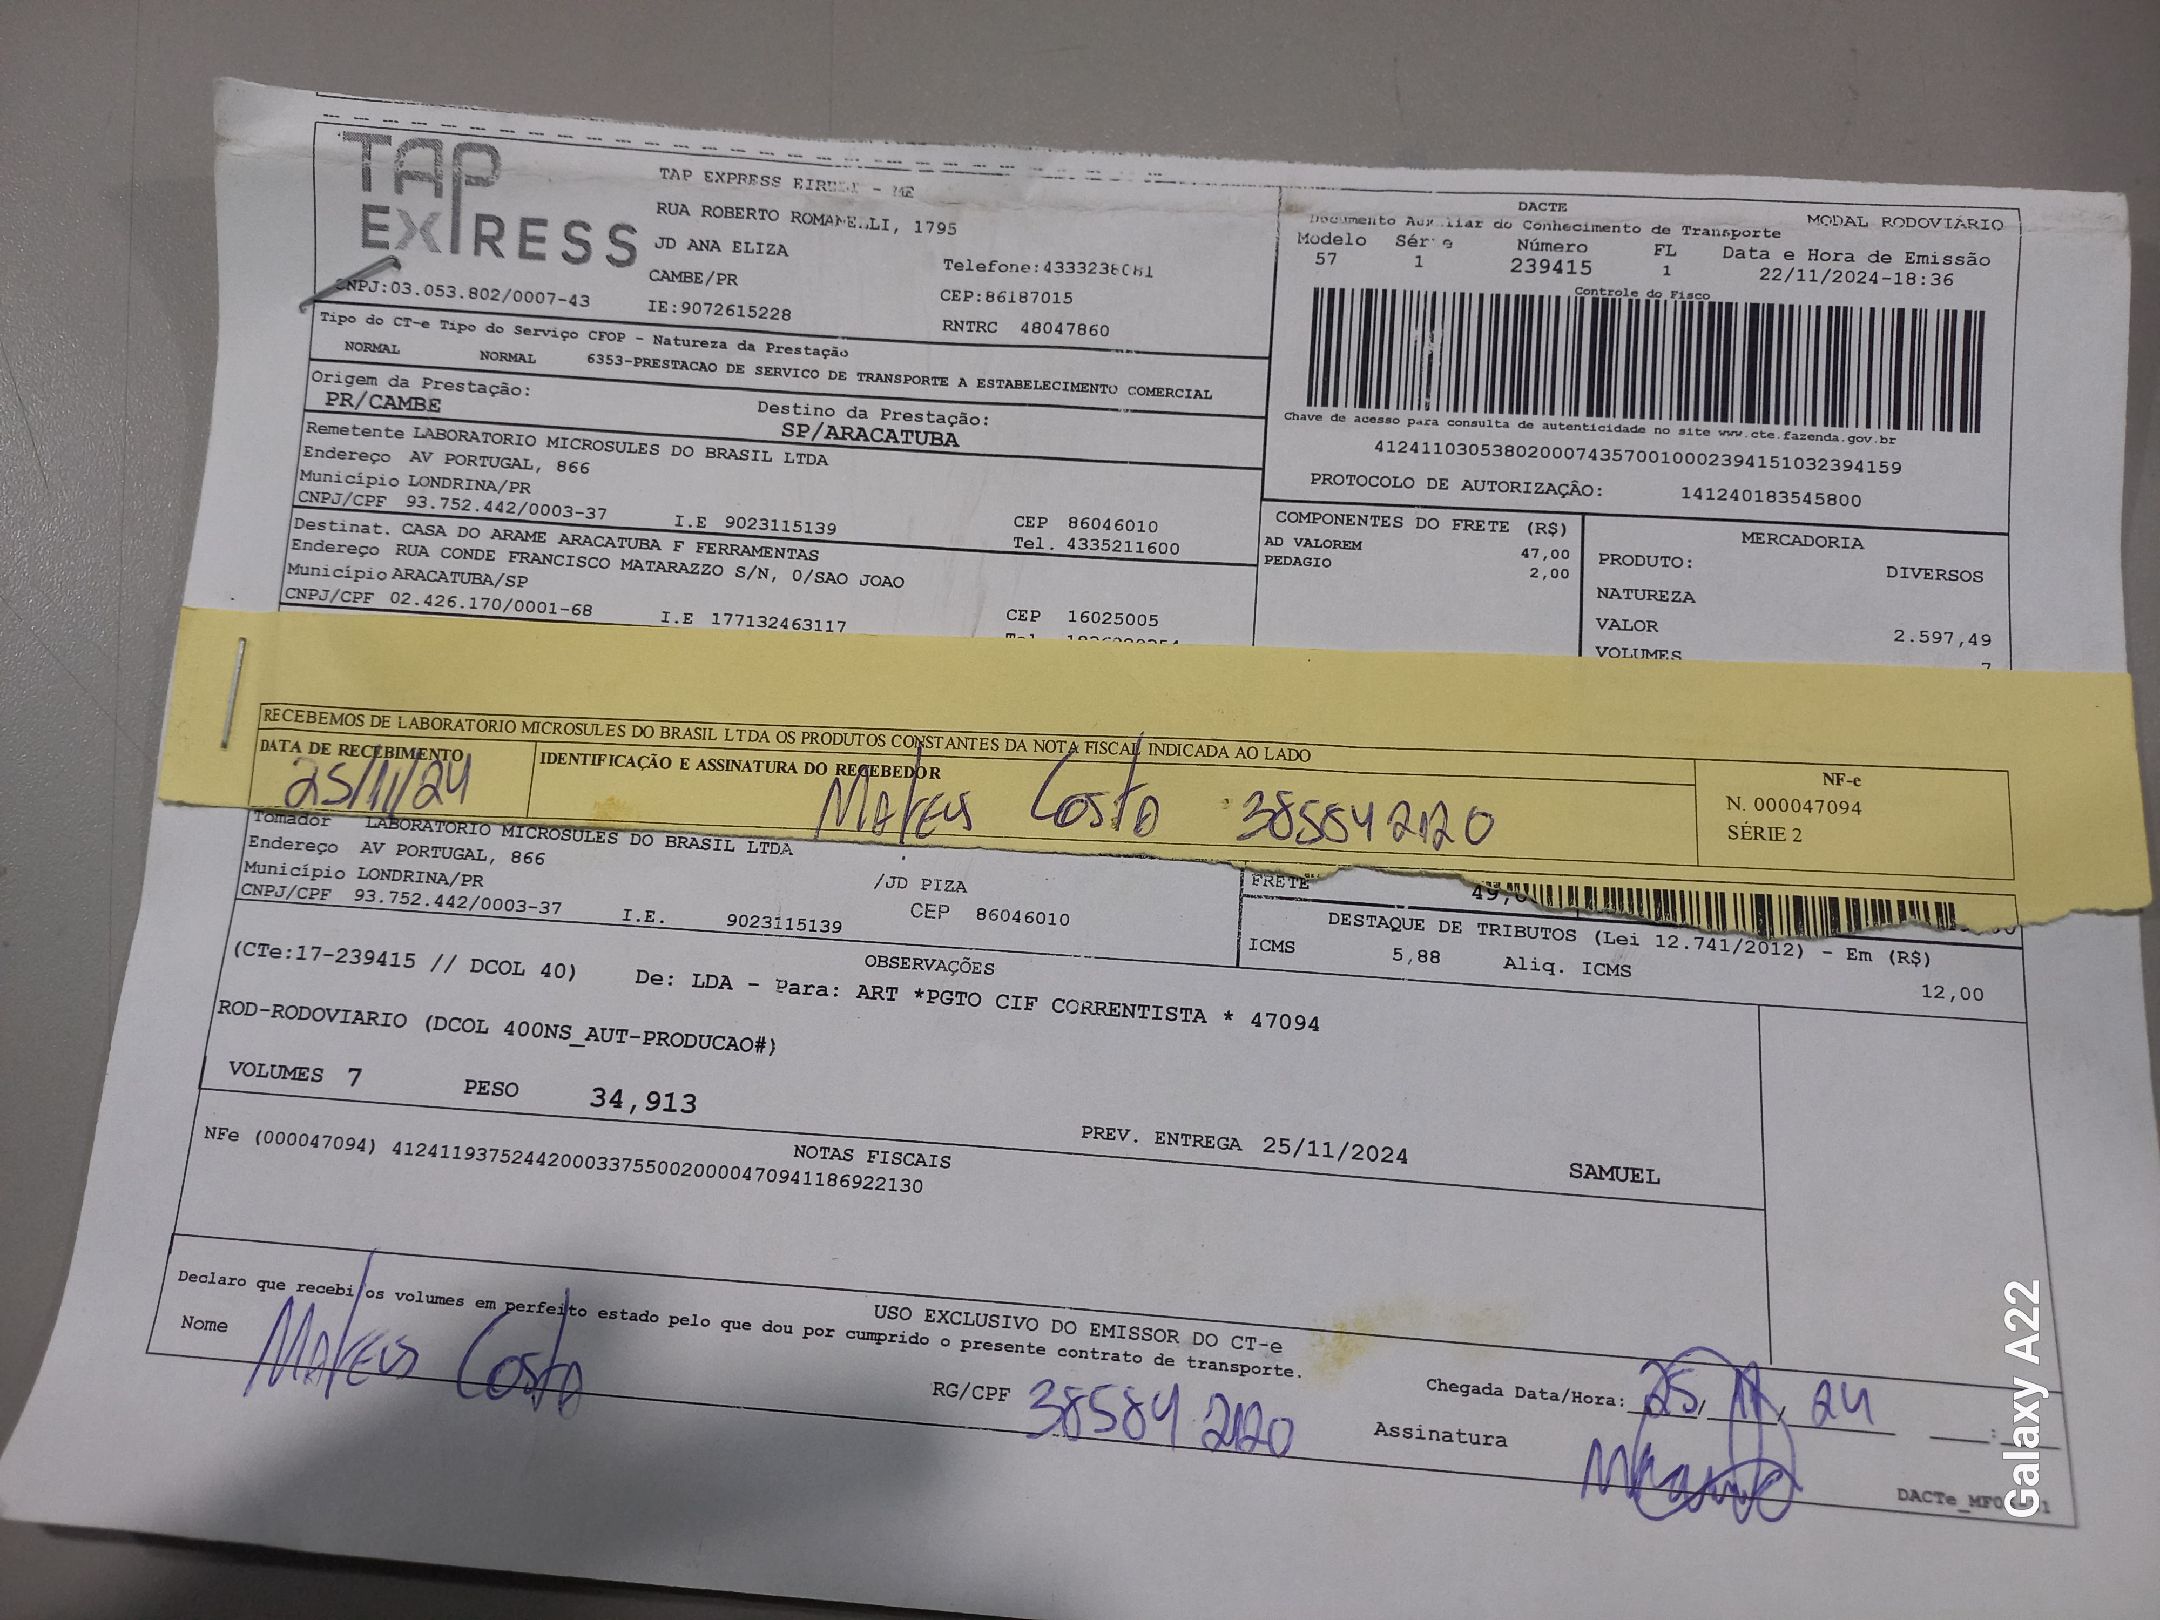 TAP EXPRESS
TAP EXPRESS EIRELI - ME
RUA ROBERTO ROMANELLI, 1795
JD ANA ELIZA
CAMBE/PR
Telefone:4333238081
CEP:86187015
CNPJ:03.053.802/0007-43
IE:9072615228
RNTRC 48047860
DACTE
MODAL RODOVIÁRIO
Documento Auxiliar do Conhecimento de Transporte
Modelo Série Número FL Data e Hora de Emissão
57 1 239415 1 22/11/2024-18:36
Controle do Fisco
Chave de acesso para consulta de autenticidade no site www.cte.fazenda.gov.br
41241103053802000743570010002394151032394159
PROTOCOLO DE AUTORIZAÇÃO: 141240183545800
Tipo do CT-e Tipo do Serviço CFOP - Natureza da Prestação
NORMAL NORMAL 6353-PRESTACAO DE SERVICO DE TRANSPORTE A ESTABELECIMENTO COMERCIAL
Origem da Prestação: Destino da Prestação:
PR/CAMBE SP/ARACATUBA
Remetente LABORATORIO MICROSULES DO BRASIL LTDA
Endereço AV PORTUGAL, 866
Município LONDRINA/PR CEP 86046010
CNPJ/CPF 93.752.442/0003-37 I.E 9023115139 Tel. 4335211600
Destinat. CASA DO ARAME ARACATUBA F FERRAMENTAS
Endereço RUA CONDE FRANCISCO MATARAZZO S/N, 0/SAO JOAO
Município ARACATUBA/SP CEP 16025005
CNPJ/CPF 02.426.170/0001-68 I.E 177132463117
COMPONENTES DO FRETE (R$)
AD VALOREM 47,00
PEDAGIO 2,00
MERCADORIA
PRODUTO: DIVERSOS
NATUREZA
VALOR 2.597,49
VOLUMES 7
RECEBEMOS DE LABORATORIO MICROSULES DO BRASIL LTDA OS PRODUTOS CONSTANTES DA NOTA FISCAL INDICADA AO LADO
DATA DE RECEBIMENTO IDENTIFICAÇÃO E ASSINATURA DO RECEBEDOR
25/11/24 Mateus Costa 385842120
NF-e
N. 000047094
SÉRIE 2
Tomador LABORATORIO MICROSULES DO BRASIL LTDA
Endereço AV PORTUGAL, 866 /JD PIZA
Município LONDRINA/PR CEP 86046010
CNPJ/CPF 93.752.442/0003-37 I.E. 9023115139
FRETE
DESTAQUE DE TRIBUTOS (Lei 12.741/2012) - Em (R$)
ICMS 5,88 Aliq. ICMS 12,00
OBSERVAÇÕES
(CTe:17-239415 // DCOL 40) De: LDA - Para: ART *PGTO CIF CORRENTISTA * 47094
ROD-RODOVIARIO (DCOL 400NS_AUT-PRODUCAO#)
VOLUMES 7 PESO 34,913 PREV. ENTREGA 25/11/2024 SAMUEL
NOTAS FISCAIS
NFe (000047094) 41241193752442000337550020000470941186922130
USO EXCLUSIVO DO EMISSOR DO CT-e
Declaro que recebi os volumes em perfeito estado pelo que dou por cumprido o presente contrato de transporte.
Nome Mateus Costa RG/CPF 385842120
Chegada Data/Hora: 25/11/24 :
Assinatura
Galaxy A22